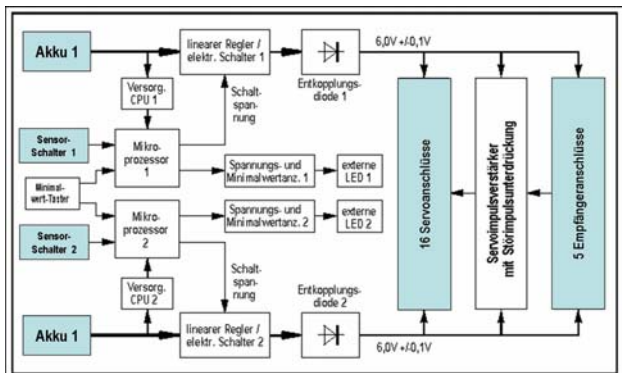 Akku 1
linearer Regler /
elektr. Schalter 1
6,0V +/-0,1V
Entkopplungs-
diode 1
Versorg.
CPU 1
Schalt-
spannung
Sensor-
Schalter 1
Mikro-
prozessor
1
Spannungs- und
Minimalwertanz. 1
externe
LED 1
Minimal-
wert-Taster
Mikro-
prozessor
2
Spannungs- und
Minimalwertanz. 2
externe
LED 2
Sensor-
Schalter 2
Schalt-
spannung
Versorg.
CPU 2
Entkopplungs-
diode 2
Akku 1
linearer Regler /
elektr. Schalter 2
6,0V +/-0,1V
16 Servoanschlüsse
Servoimpulsverstärker
mit Störimpulsunterdrückung
5 Empfängeranschlüsse